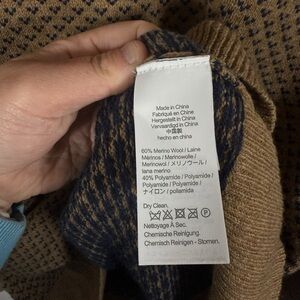 Made in China
Fabriqué en Chine
Hergestellt in China
Vervaardigd in China
中国製
hecho en china
60% Merino Wool / Laine
Mérinos / Merinowolle /
Merinowol / メリノウール /
lana merino
40% Polyamide / Polyamide,
Polyamid / Polyamide /
ナイロン / poliamida
Dry Clean.
P
Nettoyage À Sec.
Chemische Reinigung.
Chemisch Reinigen - Stomen.